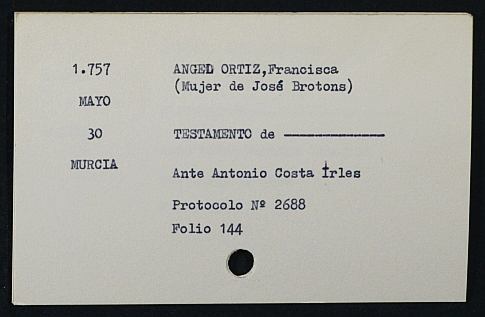 1.757 ANGEL ORTIZ,Francisca
(Mujer de José Brotons)
MAYO
30 TESTAMENTO de ----------
MURCIA
Ante Antonio Costa Irles
Protocolo Nº 2688
Folio 144